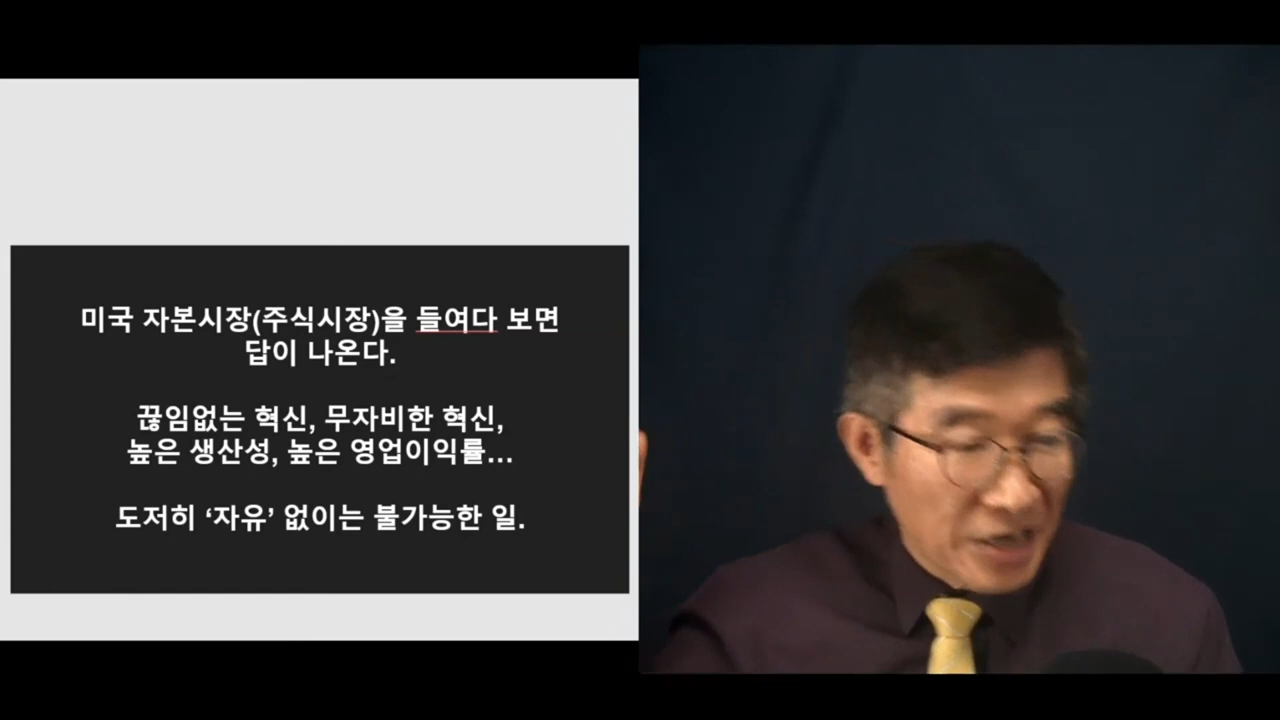 미국 자본시장(주식시장)을 들여다 보면
답이 나온다.
끊임없는 혁신, 무자비한 혁신,
높은 생산성, 높은 영업이익률...
도저히 ‘자유’ 없이는 불가능한 일.